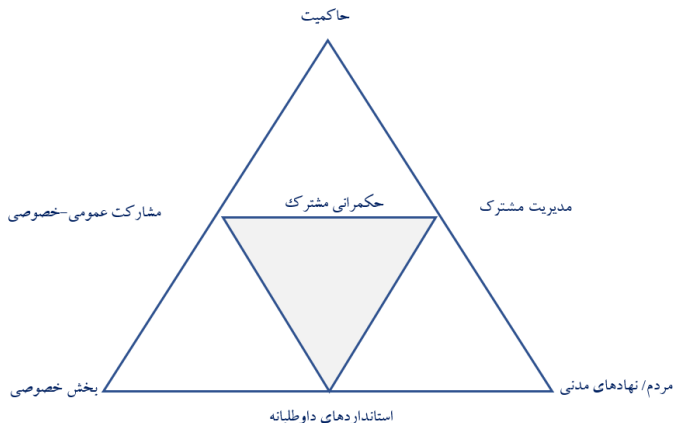 حاکمیت
حکمرانی مشترک
مدیریت مشترک
مشارکت عمومی-خصوصی
مردم/ نهادهای مدنی
بخش خصوصی
استانداردهای داوطلبانه